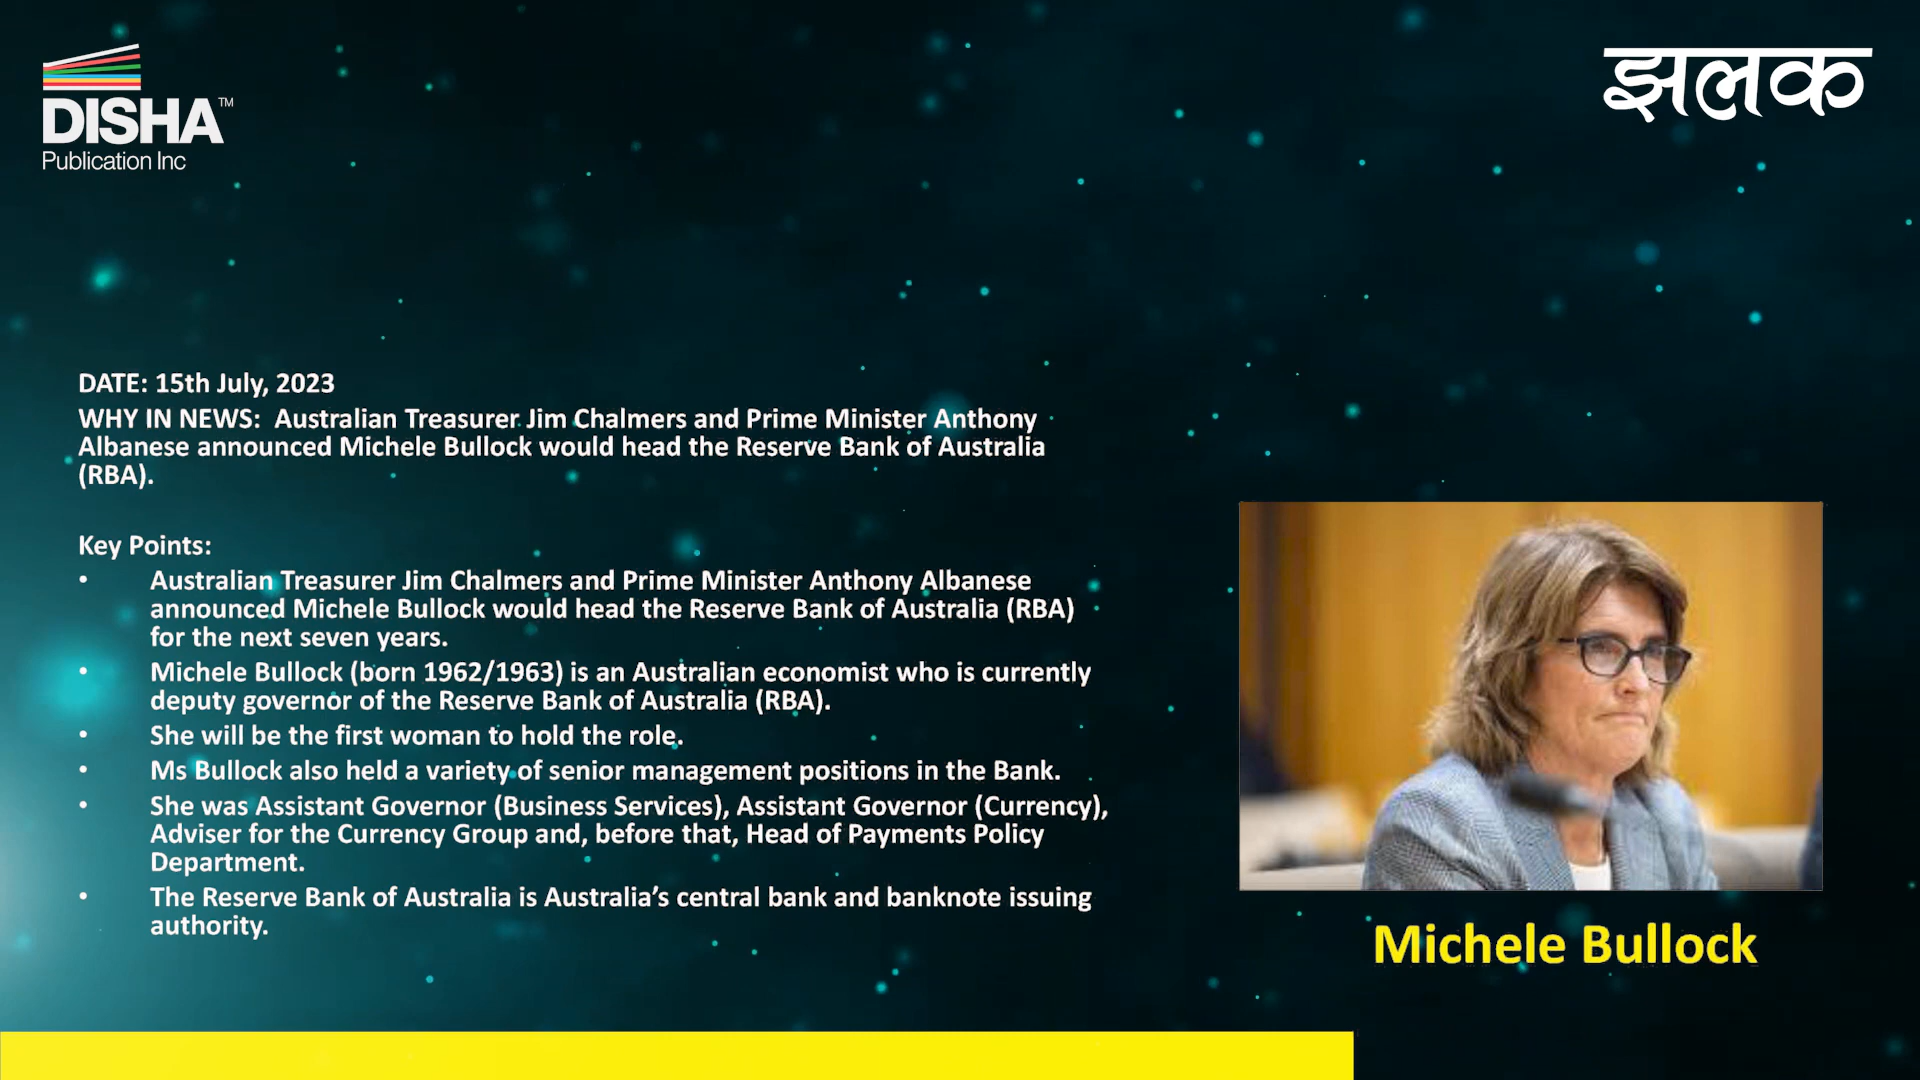 DISHA™
Publication Inc
झलक
DATE: 15th July, 2023
WHY IN NEWS: Australian Treasurer Jim Chalmers and Prime Minister Anthony
Albanese announced Michele Bullock would head the Reserve Bank of Australia
(RBA).
Key Points:
• Australian Treasurer Jim Chalmers and Prime Minister Anthony Albanese
announced Michele Bullock would head the Reserve Bank of Australia (RBA)
for the next seven years.
• Michele Bullock (born 1962/1963) is an Australian economist who is currently
deputy governor of the Reserve Bank of Australia (RBA).
• She will be the first woman to hold the role.
• Ms Bullock also held a variety of senior management positions in the Bank.
• She was Assistant Governor (Business Services), Assistant Governor (Currency),
Adviser for the Currency Group and, before that, Head of Payments Policy
Department.
• The Reserve Bank of Australia is Australia’s central bank and banknote issuing
authority.
Michele Bullock